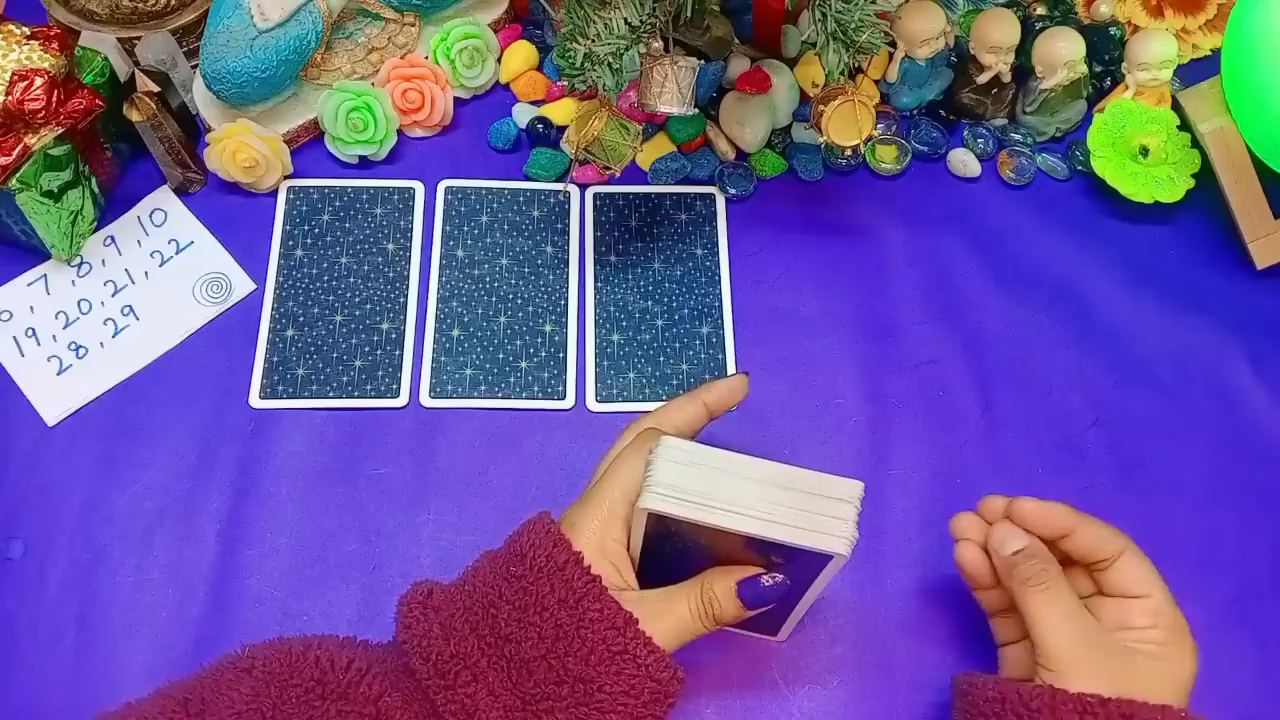 7, 8, 9, 10
19, 20, 21, 22
28, 29